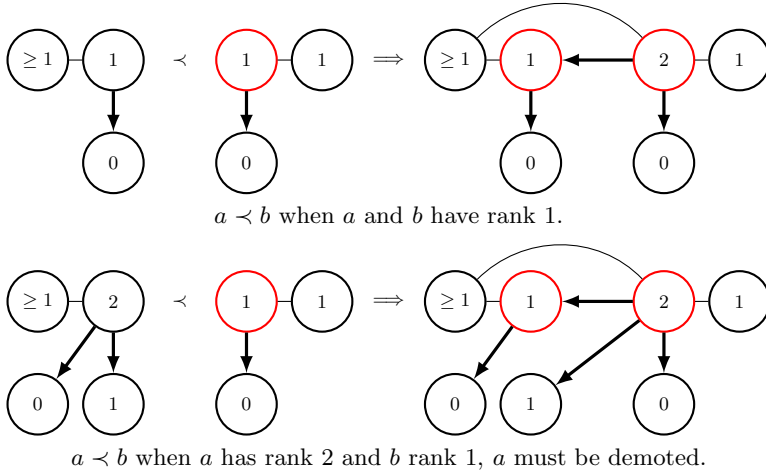 ≥ 1 1 ≺ 1 1 ⟹ ≥ 1 1 2 1
0 0 0 0
a ≺ b when a and b have rank 1.
≥ 1 2 ≺ 1 1 ⟹ ≥ 1 1 2 1
0 1 0 0 1 0
a ≺ b when a has rank 2 and b rank 1, a must be demoted.